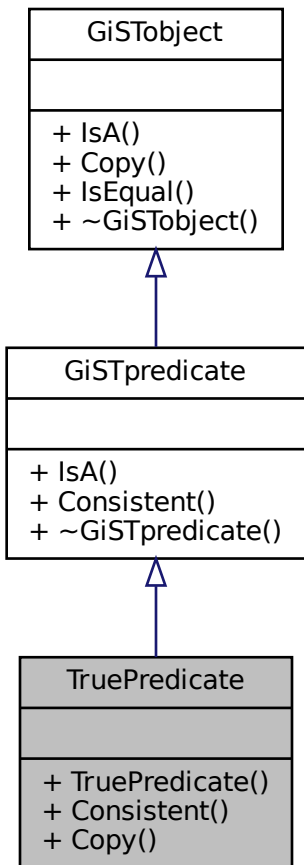 GiSTobject
+ IsA()
+ Copy()
+ IsEqual()
+ ~GiSTobject()
GiSTpredicate
+ IsA()
+ Consistent()
+ ~GiSTpredicate()
TruePredicate
+ TruePredicate()
+ Consistent()
+ Copy()